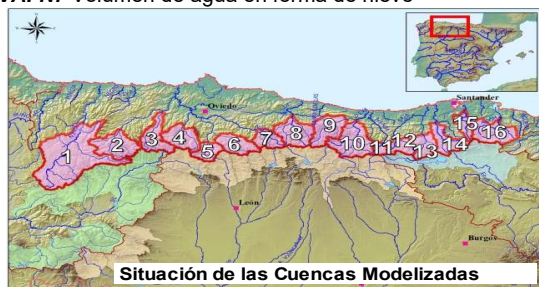 Volumen de agua en forma de nieve
Santander
Oviedo
1
2
3
4
5
6
7
8
9
10
11
12
13
14
15
16
León
Burgos
Situación de las Cuencas Modelizadas